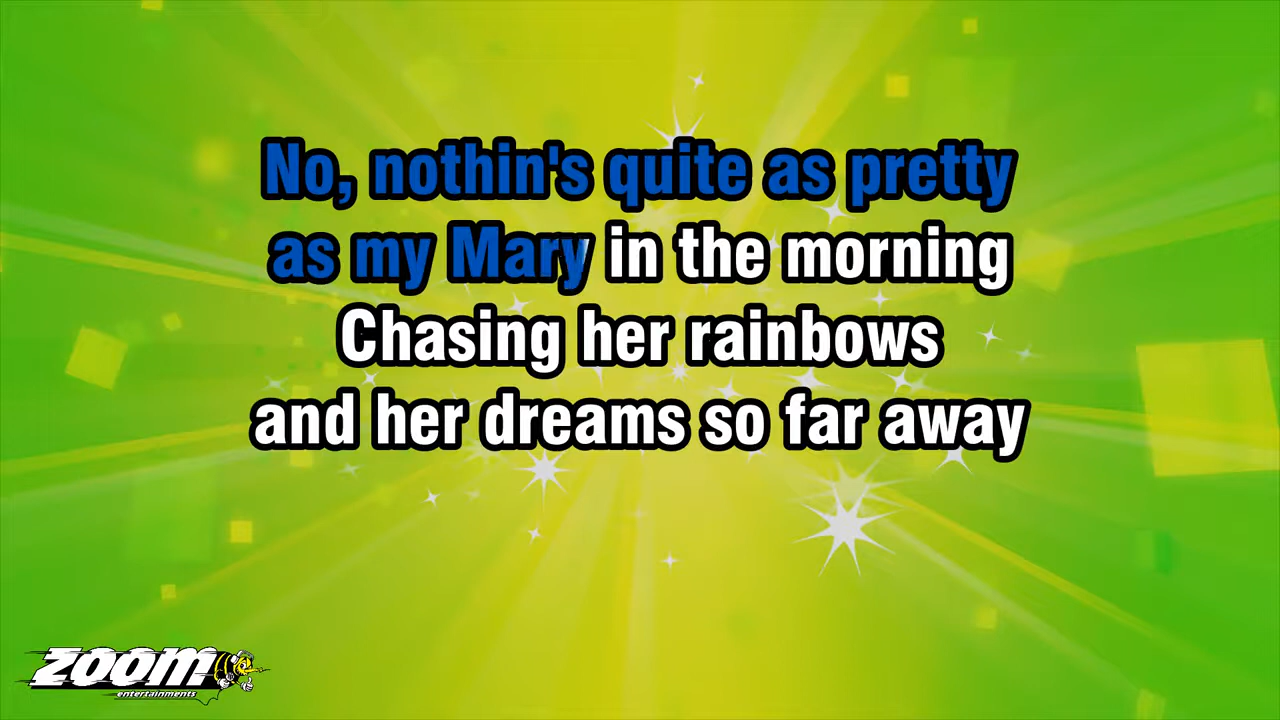 No, nothin's quite as pretty
as my Mary in the morning
Chasing her rainbows
and her dreams so far away
zoom
entertainments